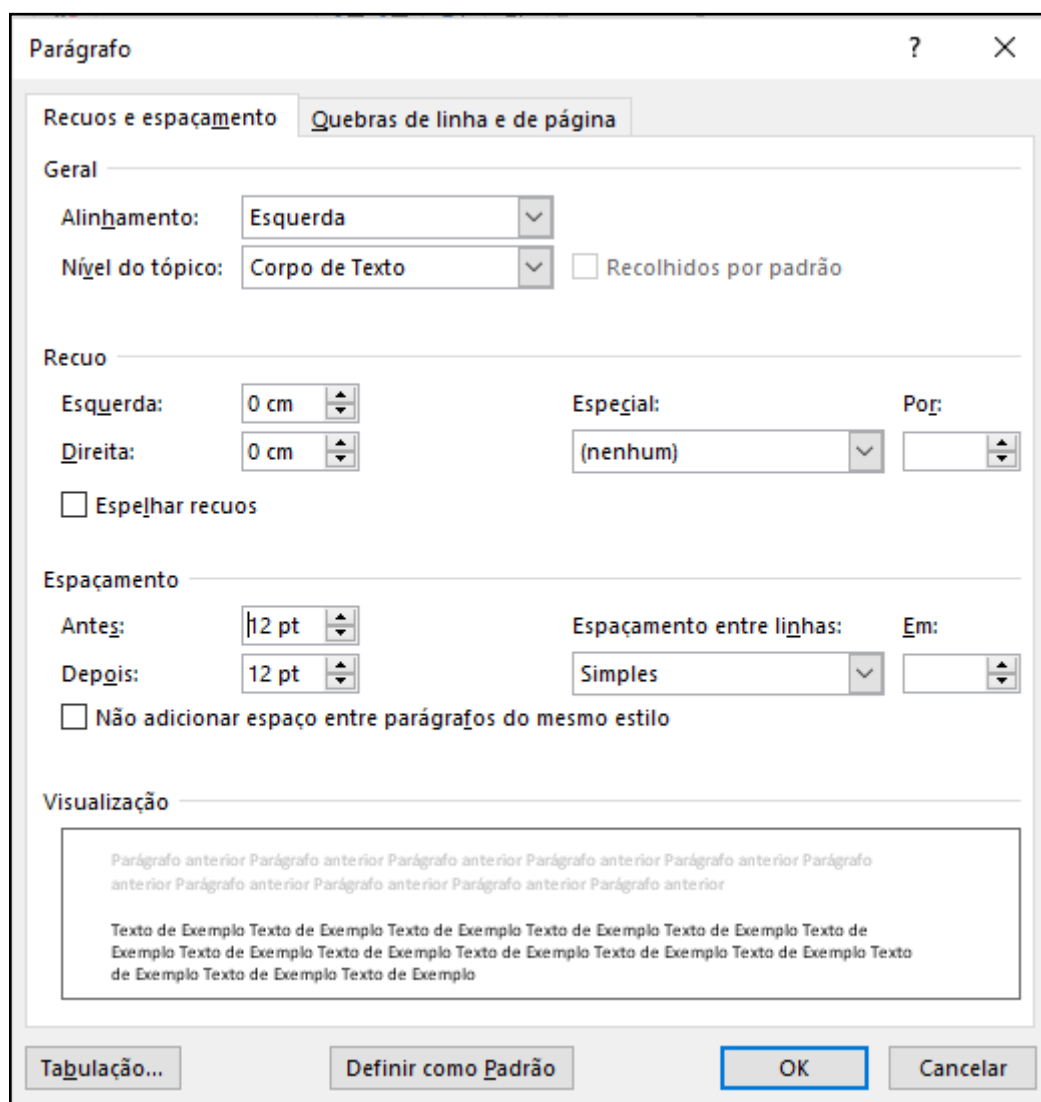 Parágrafo ? ×
Recuos e espaçamento Quebras de linha e de página
Geral
Alinhamento: Esquerda
Nível do tópico: Corpo de Texto Recolhidos por padrão
Recuo
Esquerda: 0 cm Especial: Por:
Direita: 0 cm (nenhum)
Espelhar recuos
Espaçamento
Antes: 12 pt Espaçamento entre linhas: Em:
Depois: 12 pt Simples
Não adicionar espaço entre parágrafos do mesmo estilo
Visualização
Parágrafo anterior Parágrafo anterior Parágrafo anterior Parágrafo anterior Parágrafo anterior Parágrafo
anterior Parágrafo anterior Parágrafo anterior Parágrafo anterior Parágrafo anterior
Texto de Exemplo Texto de Exemplo Texto de Exemplo Texto de Exemplo Texto de Exemplo Texto de
Exemplo Texto de Exemplo Texto de Exemplo Texto de Exemplo Texto de Exemplo Texto de Exemplo Texto
de Exemplo Texto de Exemplo Texto de Exemplo
Tabulação... Definir como Padrão OK Cancelar